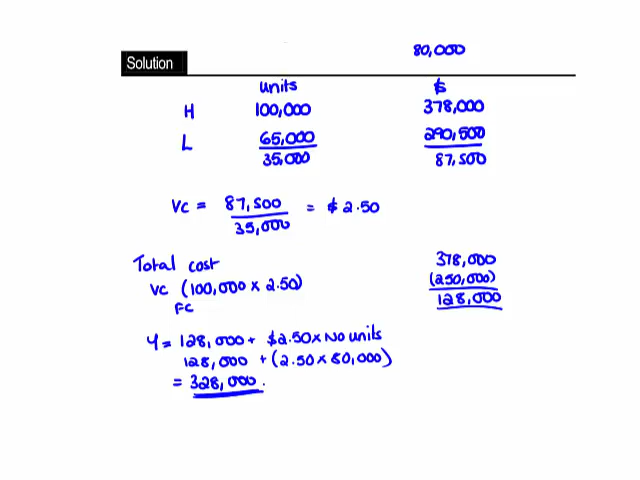 80,000
Solution
units $
H 100,000 378,000
L 65,000 290,500
35,000 87,500
VC = 87,500 / 35,000 = $2.50
Total cost 378,000
VC (100,000 × 2.50) (250,000)
FC 128,000
Y = 128,000 + $2.50 × No units
128,000 + (2.50 × 80,000)
= 328,000.